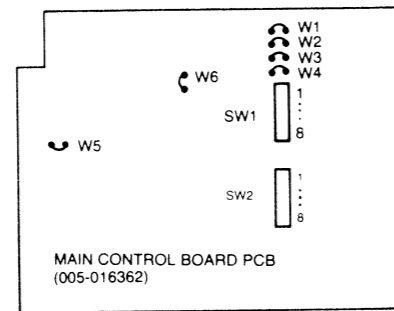 W1
W2
W3
W4
W6
1
SW1
8
W5
1
SW2
8
MAIN CONTROL BOARD PCB
(005-016362)